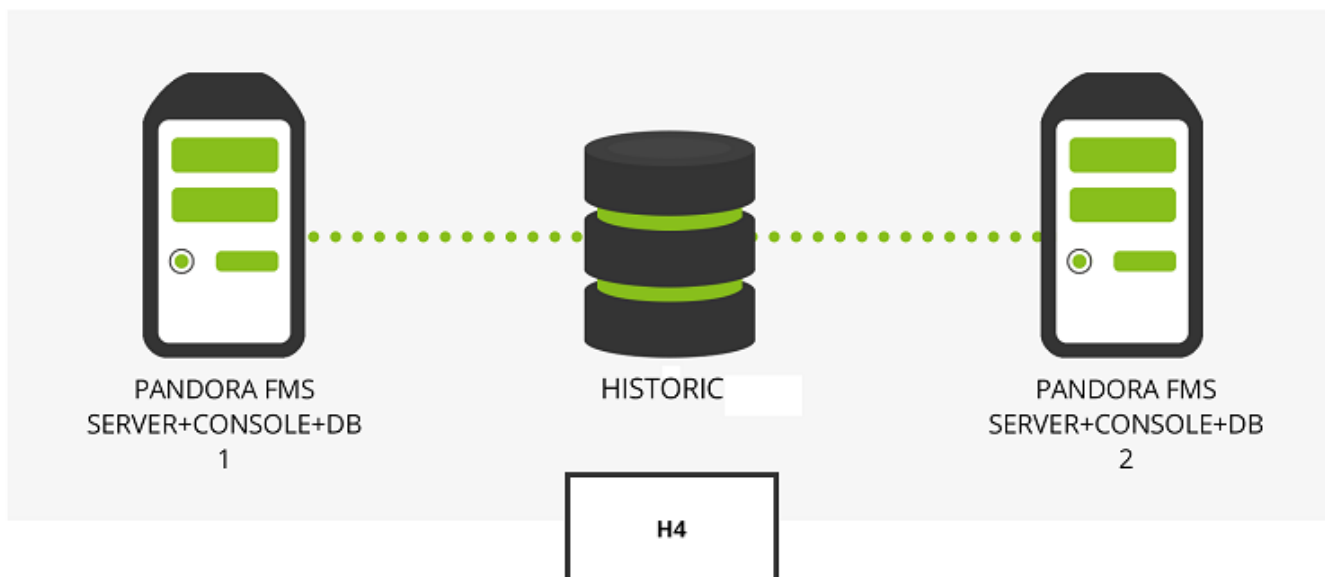 PANDORA FMS
SERVER+CONSOLE+DB
1
HISTORIC
PANDORA FMS
SERVER+CONSOLE+DB
2
H4